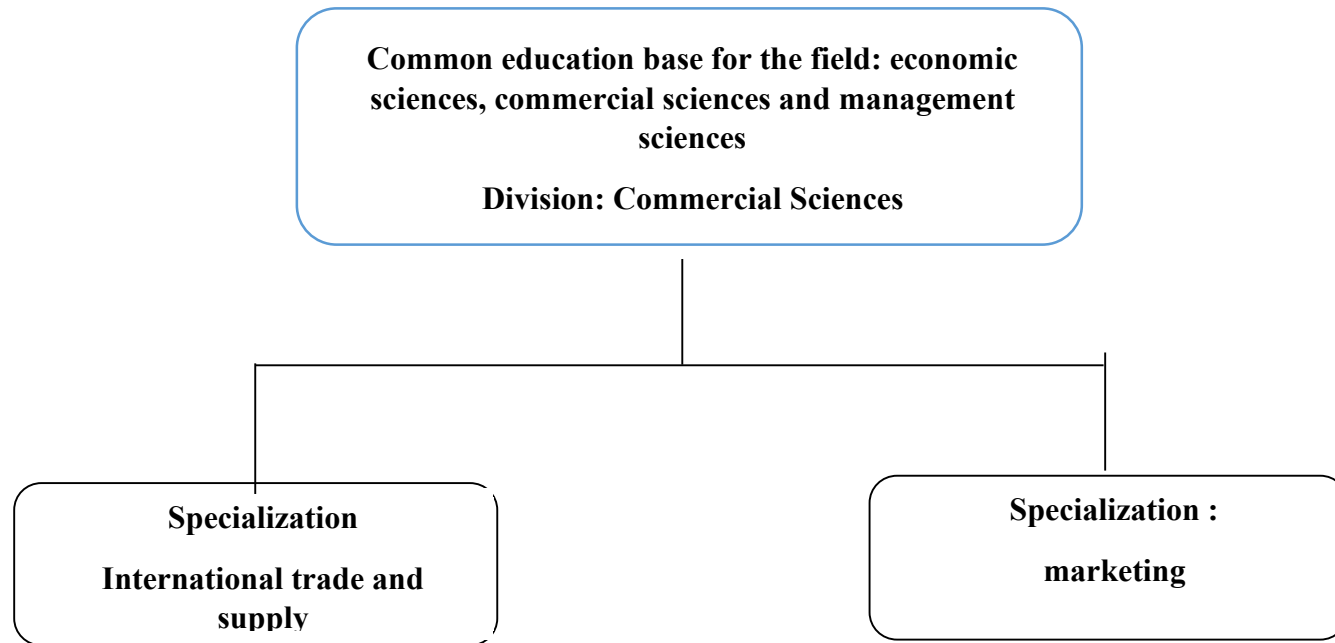 Common education base for the field: economic
sciences, commercial sciences and management
sciences
Division: Commercial Sciences
Specialization
International trade and
supply
Specialization :
marketing